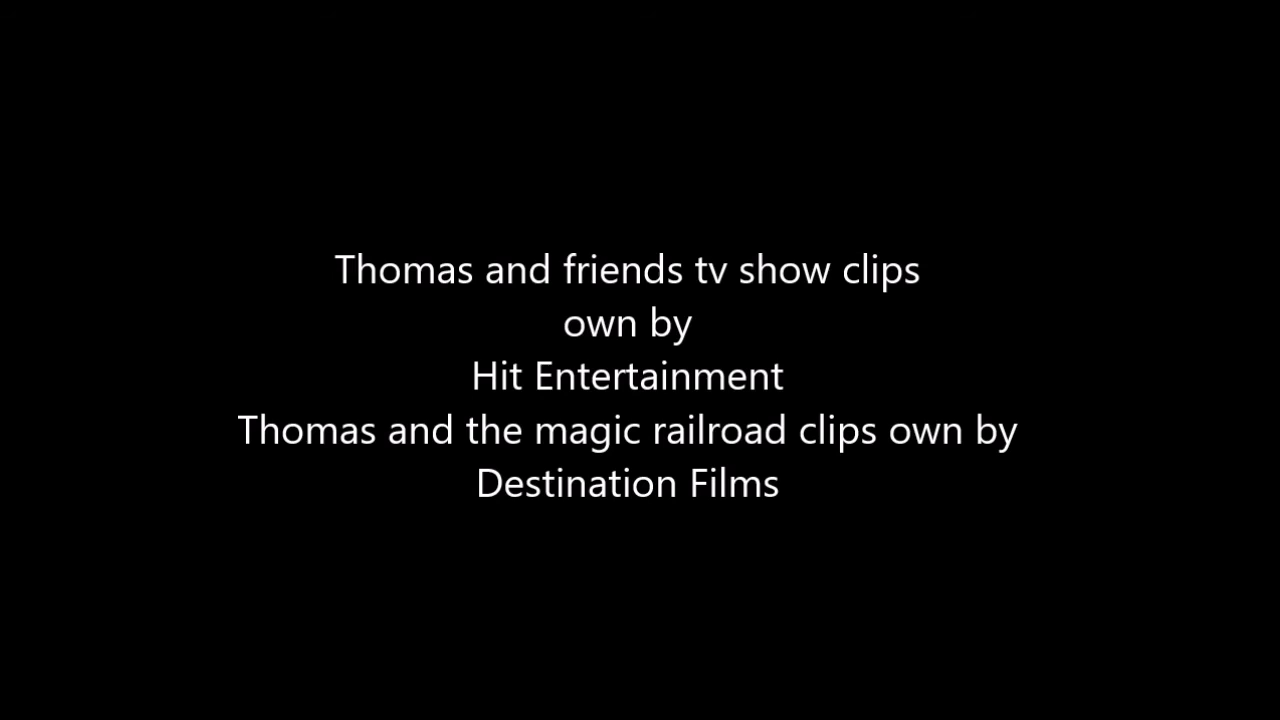 Thomas and friends tv show clips
own by
Hit Entertainment
Thomas and the magic railroad clips own by
Destination Films